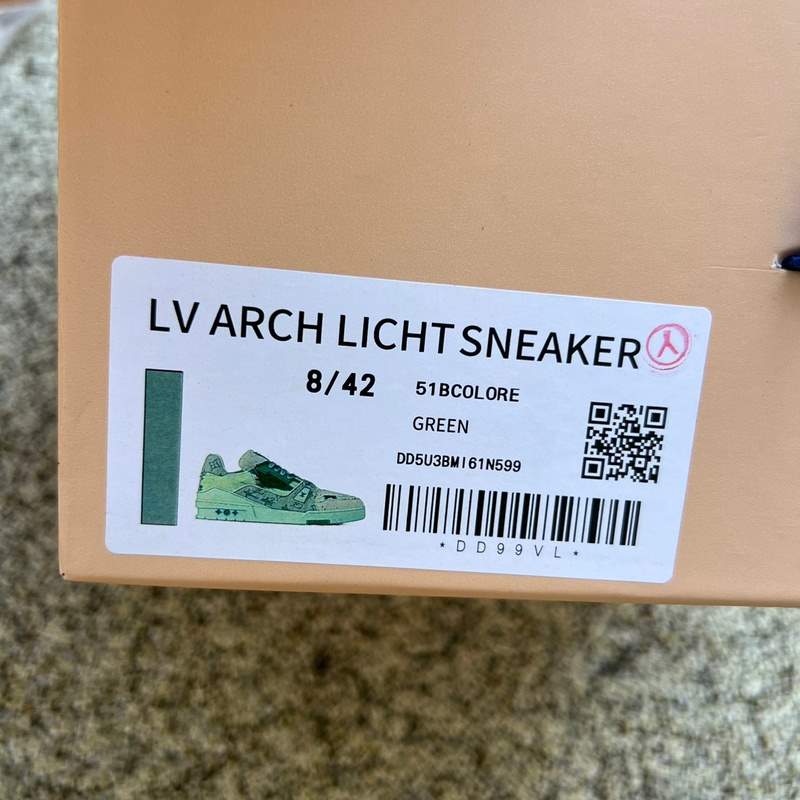 LV ARCH LICHT SNEAKER
8/42 51BCOLORE
GREEN
DD5U3BMI61N599
*DD99VL*